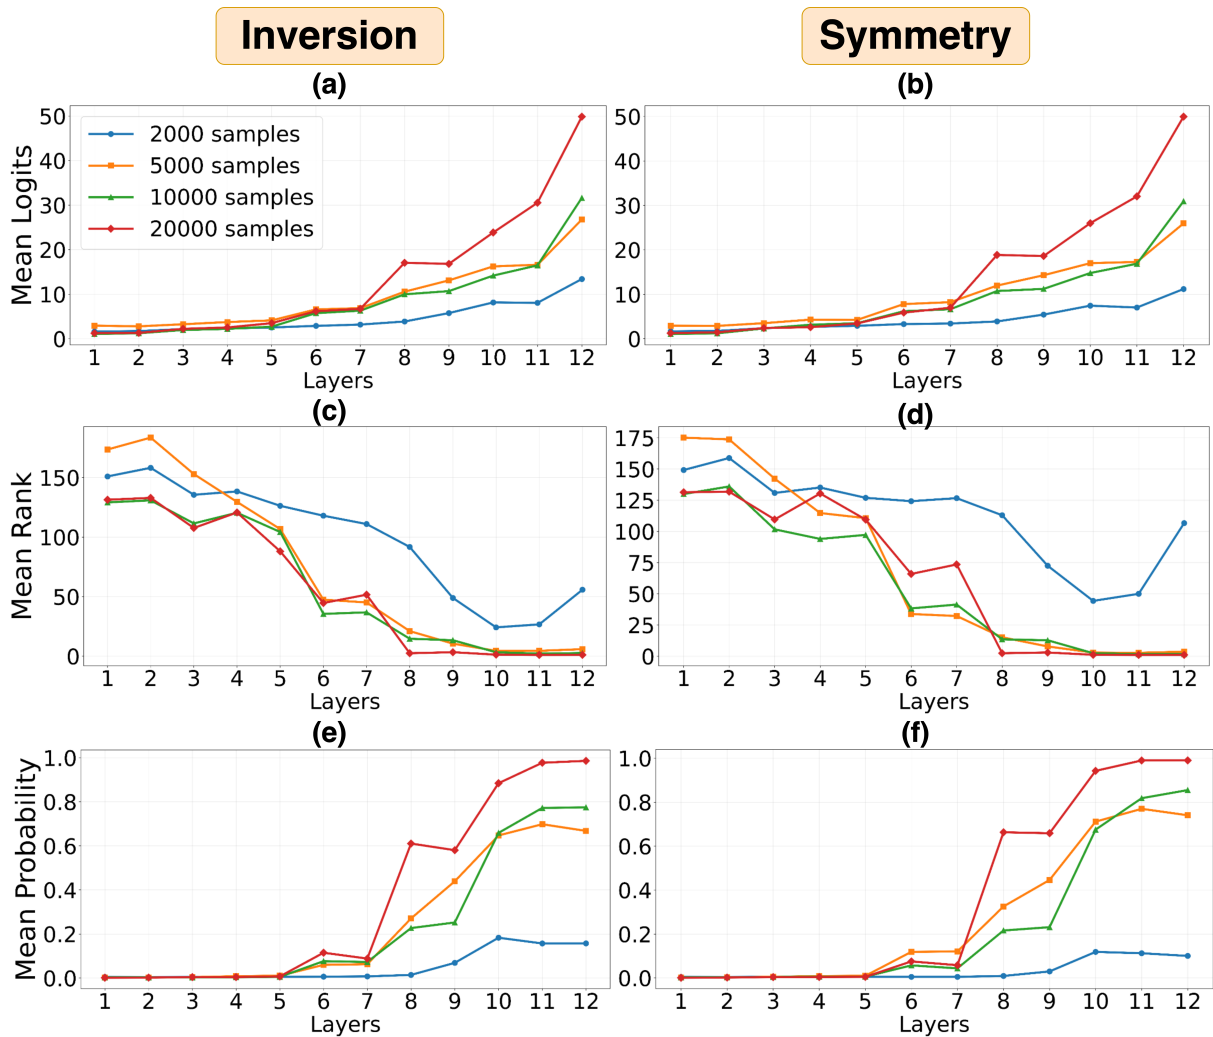 Inversion
Symmetry
(a)
(b)
Mean Logits
50
40
30
20
10
0
2000 samples
5000 samples
10000 samples
20000 samples
1 2 3 4 5 6 7 8 9 10 11 12
Layers
50
40
30
20
10
0
1 2 3 4 5 6 7 8 9 10 11 12
Layers
(c)
(d)
Mean Rank
150
100
50
0
1 2 3 4 5 6 7 8 9 10 11 12
Layers
175
150
125
100
75
50
25
0
1 2 3 4 5 6 7 8 9 10 11 12
Layers
(e)
(f)
Mean Probability
1.0
0.8
0.6
0.4
0.2
0.0
1 2 3 4 5 6 7 8 9 10 11 12
Layers
1.0
0.8
0.6
0.4
0.2
0.0
1 2 3 4 5 6 7 8 9 10 11 12
Layers